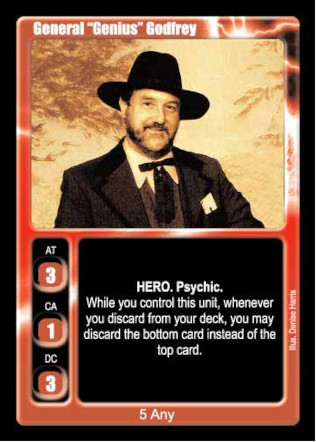 General “Genius” Godfrey
AT
3
CA
1
DC
3
HERO. Psychic.
While you control this unit, whenever
you discard from your deck, you may
discard the bottom card instead of the
top card.
Illus. Denise Harris
5 Any